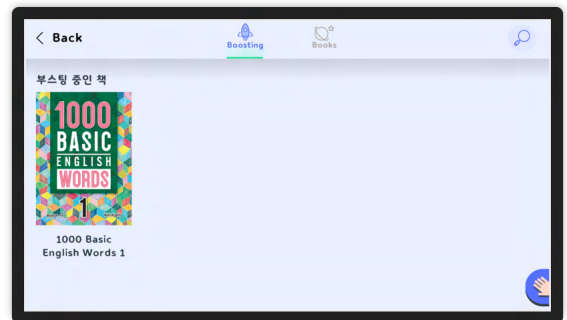 Back
Boosting
Books
부스팅 중인 책
1000
BASIC
ENGLISH
WORDS
1
1000 Basic
English Words 1